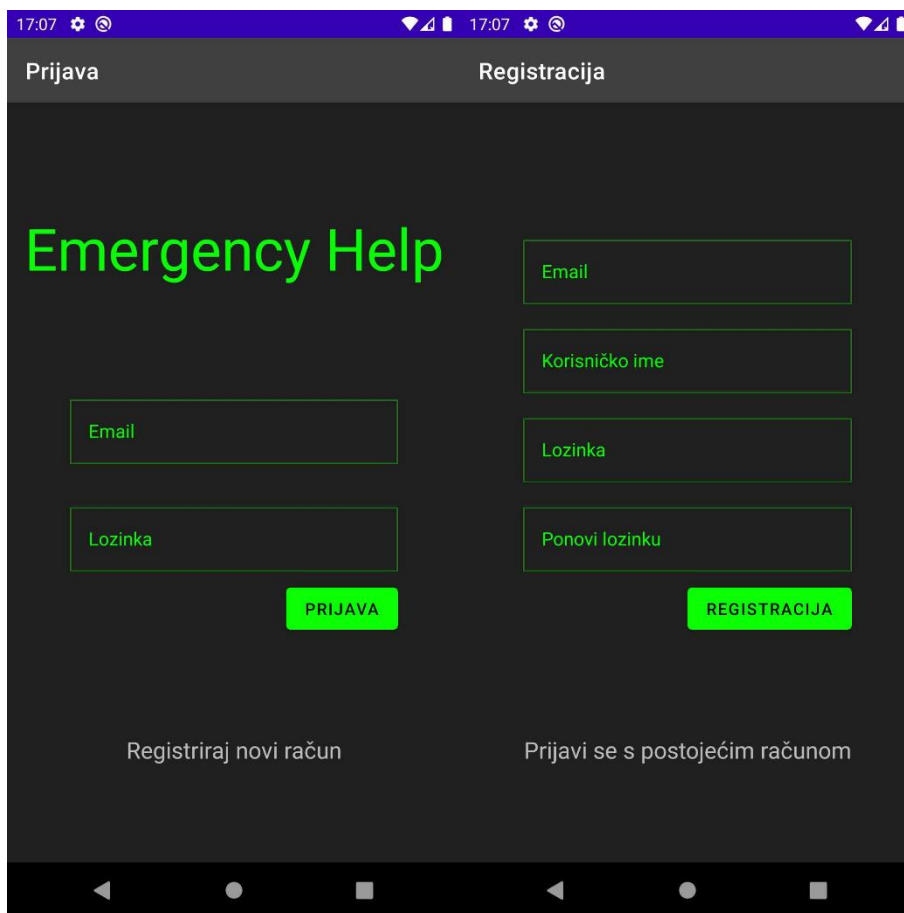 17:07
Prijava
Emergency Help
Email
Lozinka
PRIJAVA
Registriraj novi račun
17:07
Registracija
Email
Korisničko ime
Lozinka
Ponovi lozinku
REGISTRACIJA
Prijavi se s postojećim računom